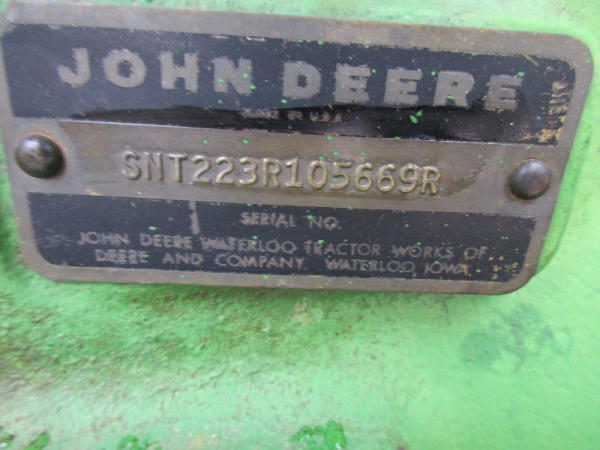 JOHN DEERE
MADE IN U.S.A.
SNT223R105669R
SERIAL NO.
JOHN DEERE WATERLOO TRACTOR WORKS OF
DEERE AND COMPANY, WATERLOO, IOWA